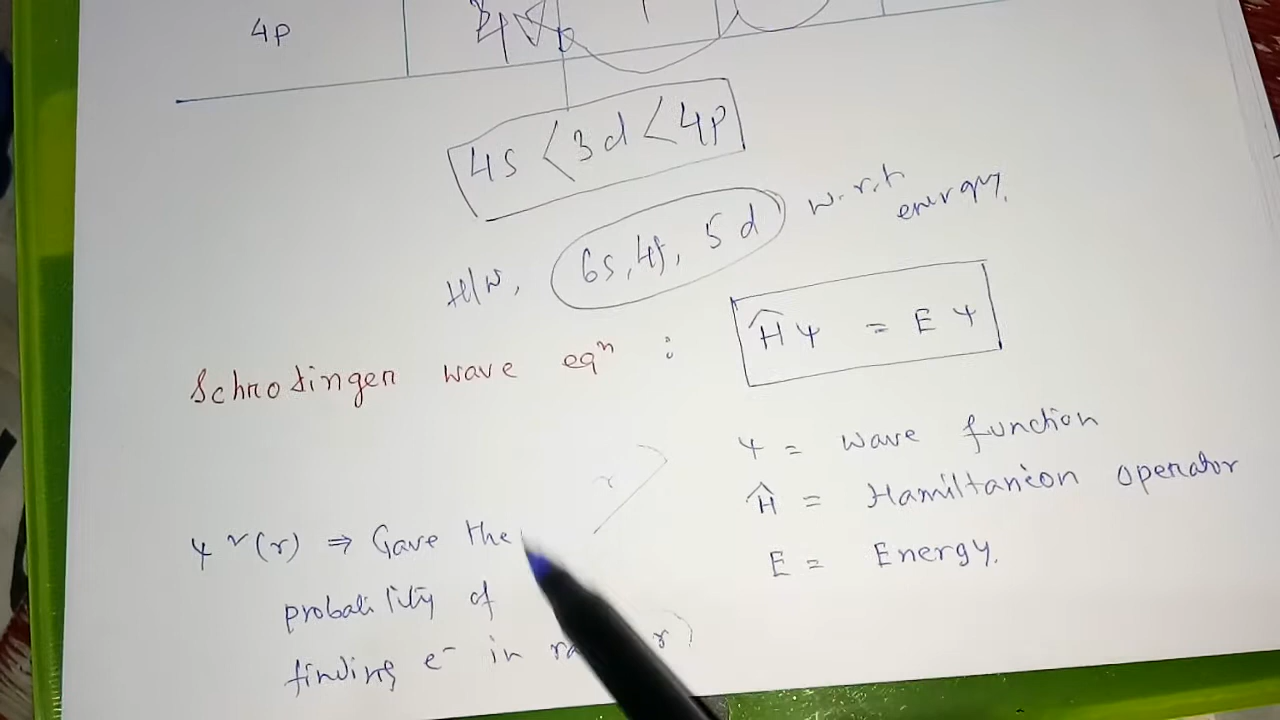 4p
4s < 3d < 4p
H/W, 6s, 4f, 5d w.r.t energy.
Schrodinger wave eqⁿ : Ĥψ = Eψ
ψ = wave function
Ĥ = Hamiltanion operator
E = Energy.
ψ²(r) ⇒ Gave the
probability of
finding e⁻ in r)